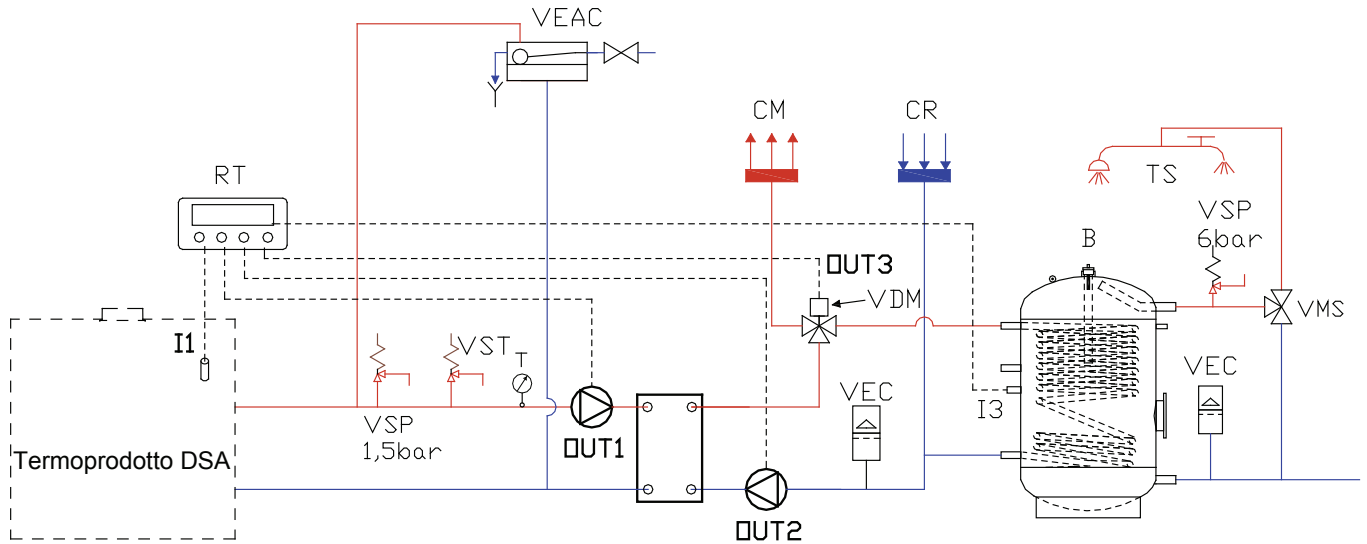 VEAC
CM
CR
RT
TS
VSP
6bar
B
OUT3
VDM
VMS
I1
VST
T
VEC
VEC
I3
VSP
1,5bar
OUT1
Termoprodotto DSA
OUT2